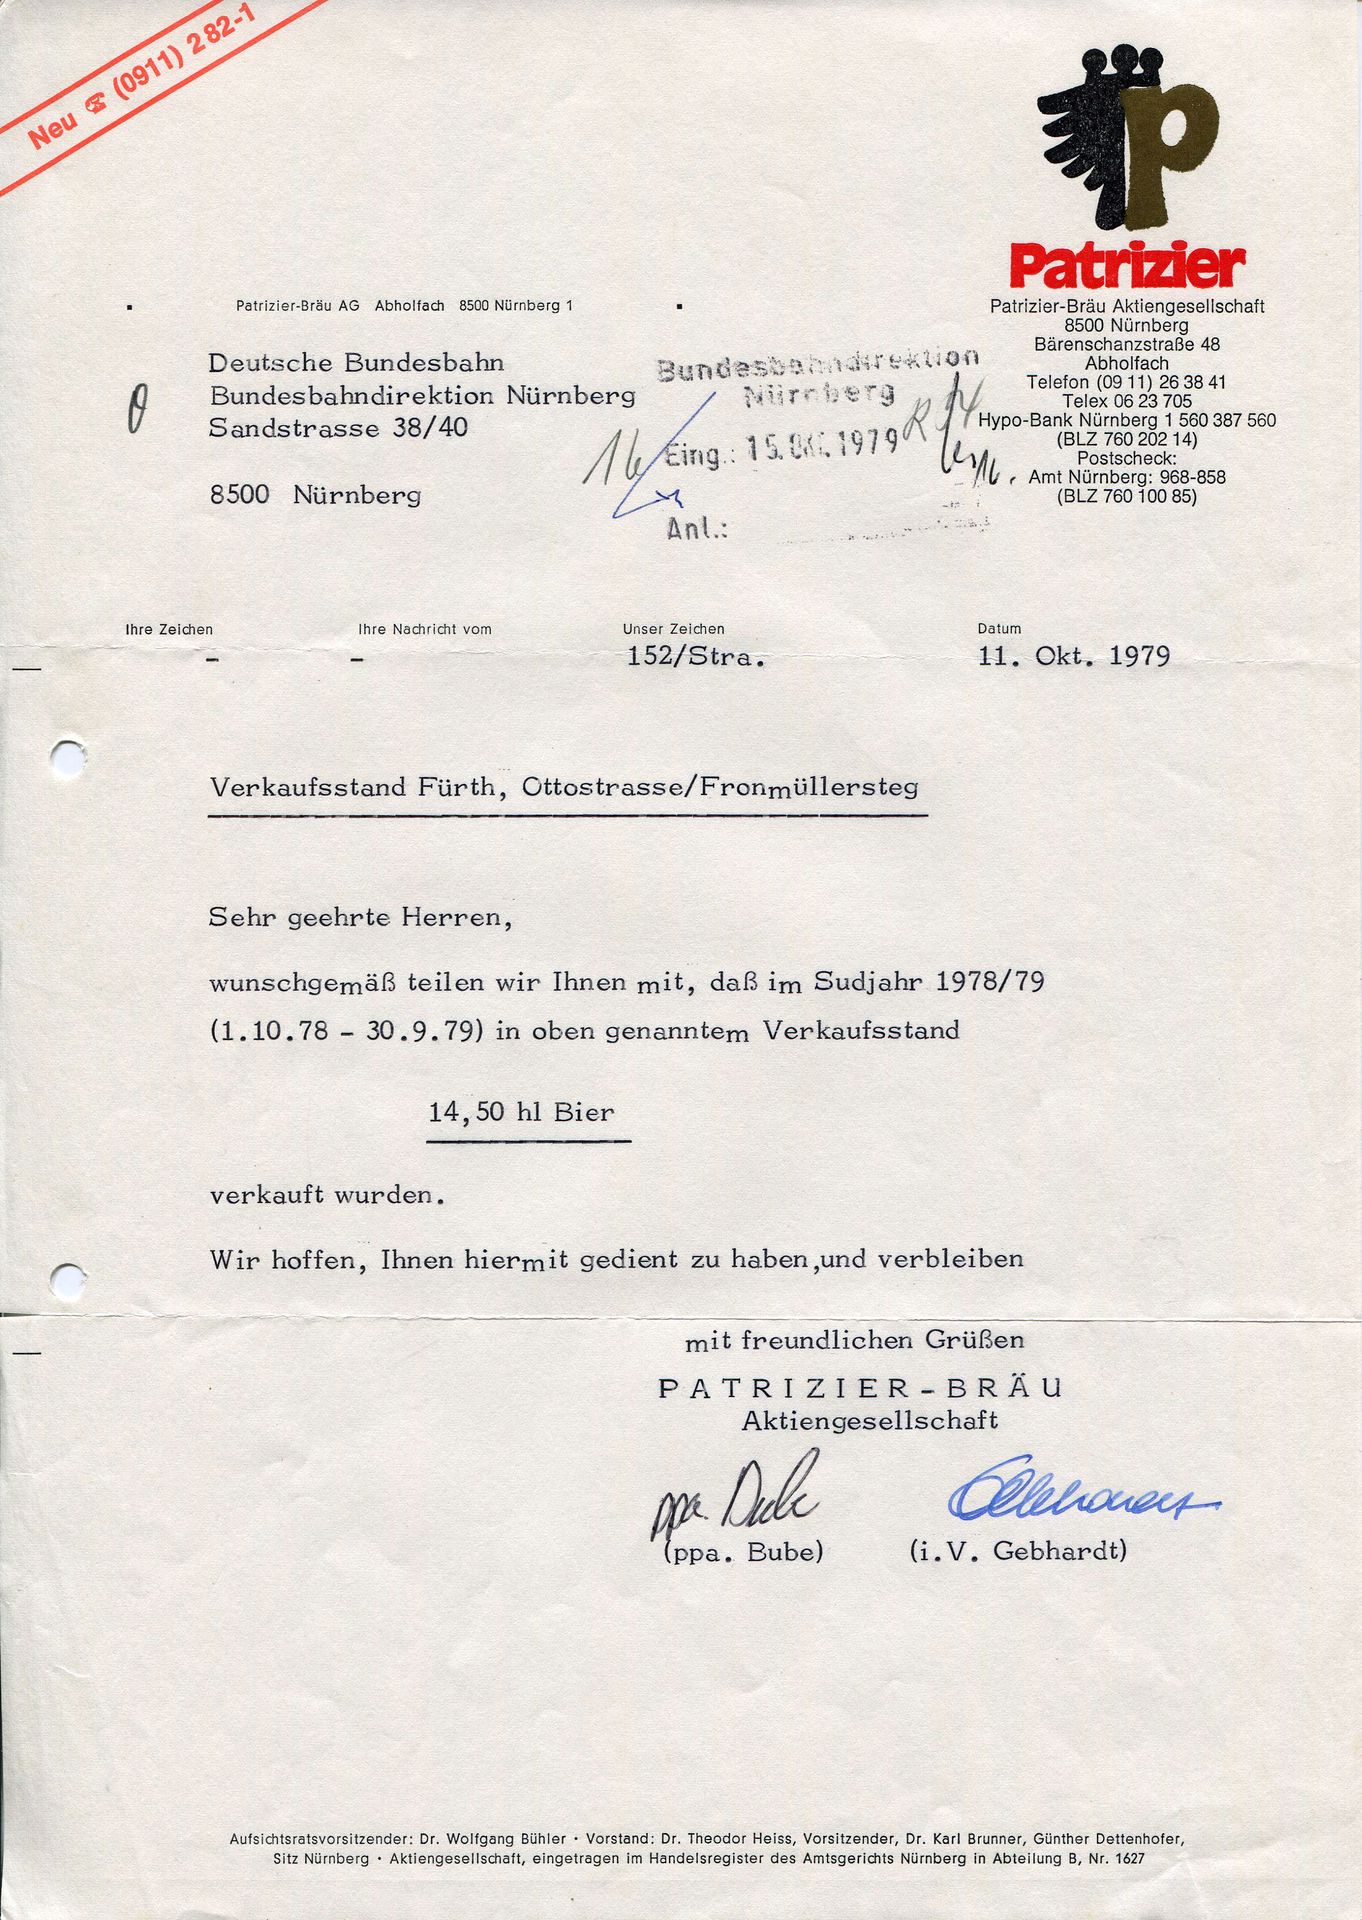 Neu ☎ (0911) 282-1
P
Patrizier
Patrizier-Bräu Aktiengesellschaft
8500 Nürnberg
Bärenschanzstraße 48
Abholfach
Telefon (09 11) 26 38 41
Telex 06 23 705
Hypo-Bank Nürnberg 1 560 387 560
(BLZ 760 202 14)
Postscheck:
Amt Nürnberg: 968-858
(BLZ 760 100 85)
Patrizier-Bräu AG Abholfach 8500 Nürnberg 1
Deutsche Bundesbahn
Bundesbahndirektion Nürnberg
Sandstrasse 38/40
8500 Nürnberg
Bundesbahndirektion
Nürnberg
Eing.: 15. Okt. 1979
Anl.:
16
Ihre Zeichen Ihre Nachricht vom Unser Zeichen Datum
- - 152/Stra. 11. Okt. 1979
Verkaufsstand Fürth, Ottostrasse/Fronmüllersteg
Sehr geehrte Herren,
wunschgemäß teilen wir Ihnen mit, daß im Sudjahr 1978/79
(1.10.78 - 30.9.79) in oben genanntem Verkaufsstand
14,50 hl Bier
verkauft wurden.
Wir hoffen, Ihnen hiermit gedient zu haben,und verbleiben
mit freundlichen Grüßen
PATRIZIER-BRÄU
Aktiengesellschaft
ppa. Bube
(ppa. Bube) (i.V. Gebhardt)
Aufsichtsratsvorsitzender: Dr. Wolfgang Bühler · Vorstand: Dr. Theodor Heiss, Vorsitzender, Dr. Karl Brunner, Günther Dettenhofer,
Sitz Nürnberg · Aktiengesellschaft, eingetragen im Handelsregister des Amtsgerichts Nürnberg in Abteilung B, Nr. 1627